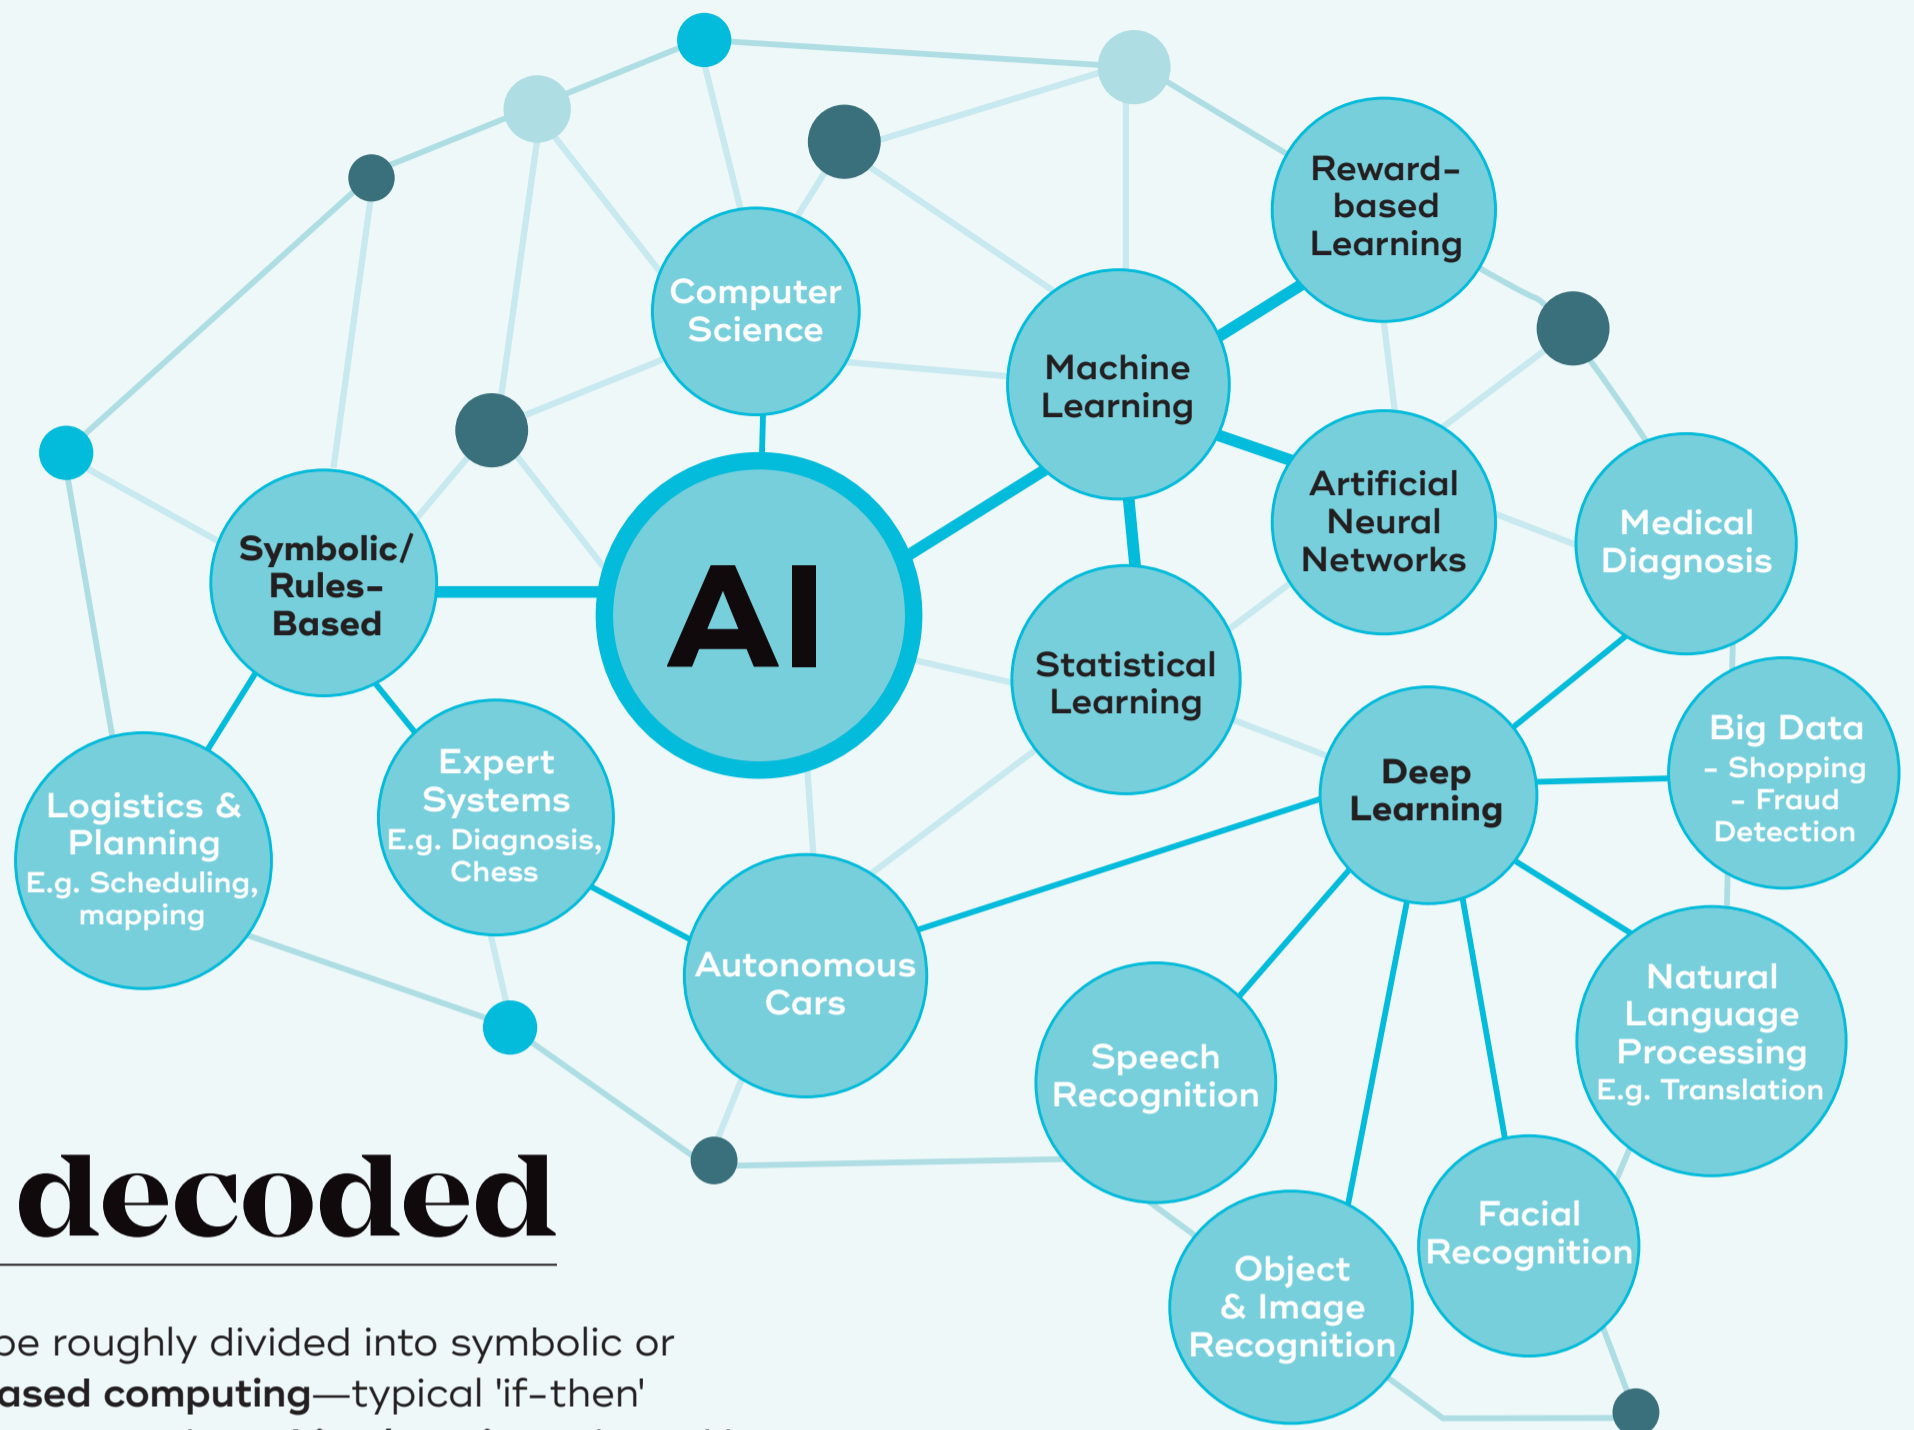 Reward-
based
Learning
Computer
Science
Machine
Learning
Artificial
Neural
Networks
Medical
Diagnosis
Symbolic/
Rules-
Based
AI
Statistical
Learning
Big Data
- Shopping
- Fraud
Detection
Deep
Learning
Expert
Systems
E.g. Diagnosis,
Chess
Logistics &
Planning
E.g. Scheduling,
mapping
Autonomous
Cars
Natural
Language
Processing
E.g. Translation
Speech
Recognition
Facial
Recognition
Object
& Image
Recognition
decoded
be roughly divided into symbolic or
ased computing—typical 'if-then'